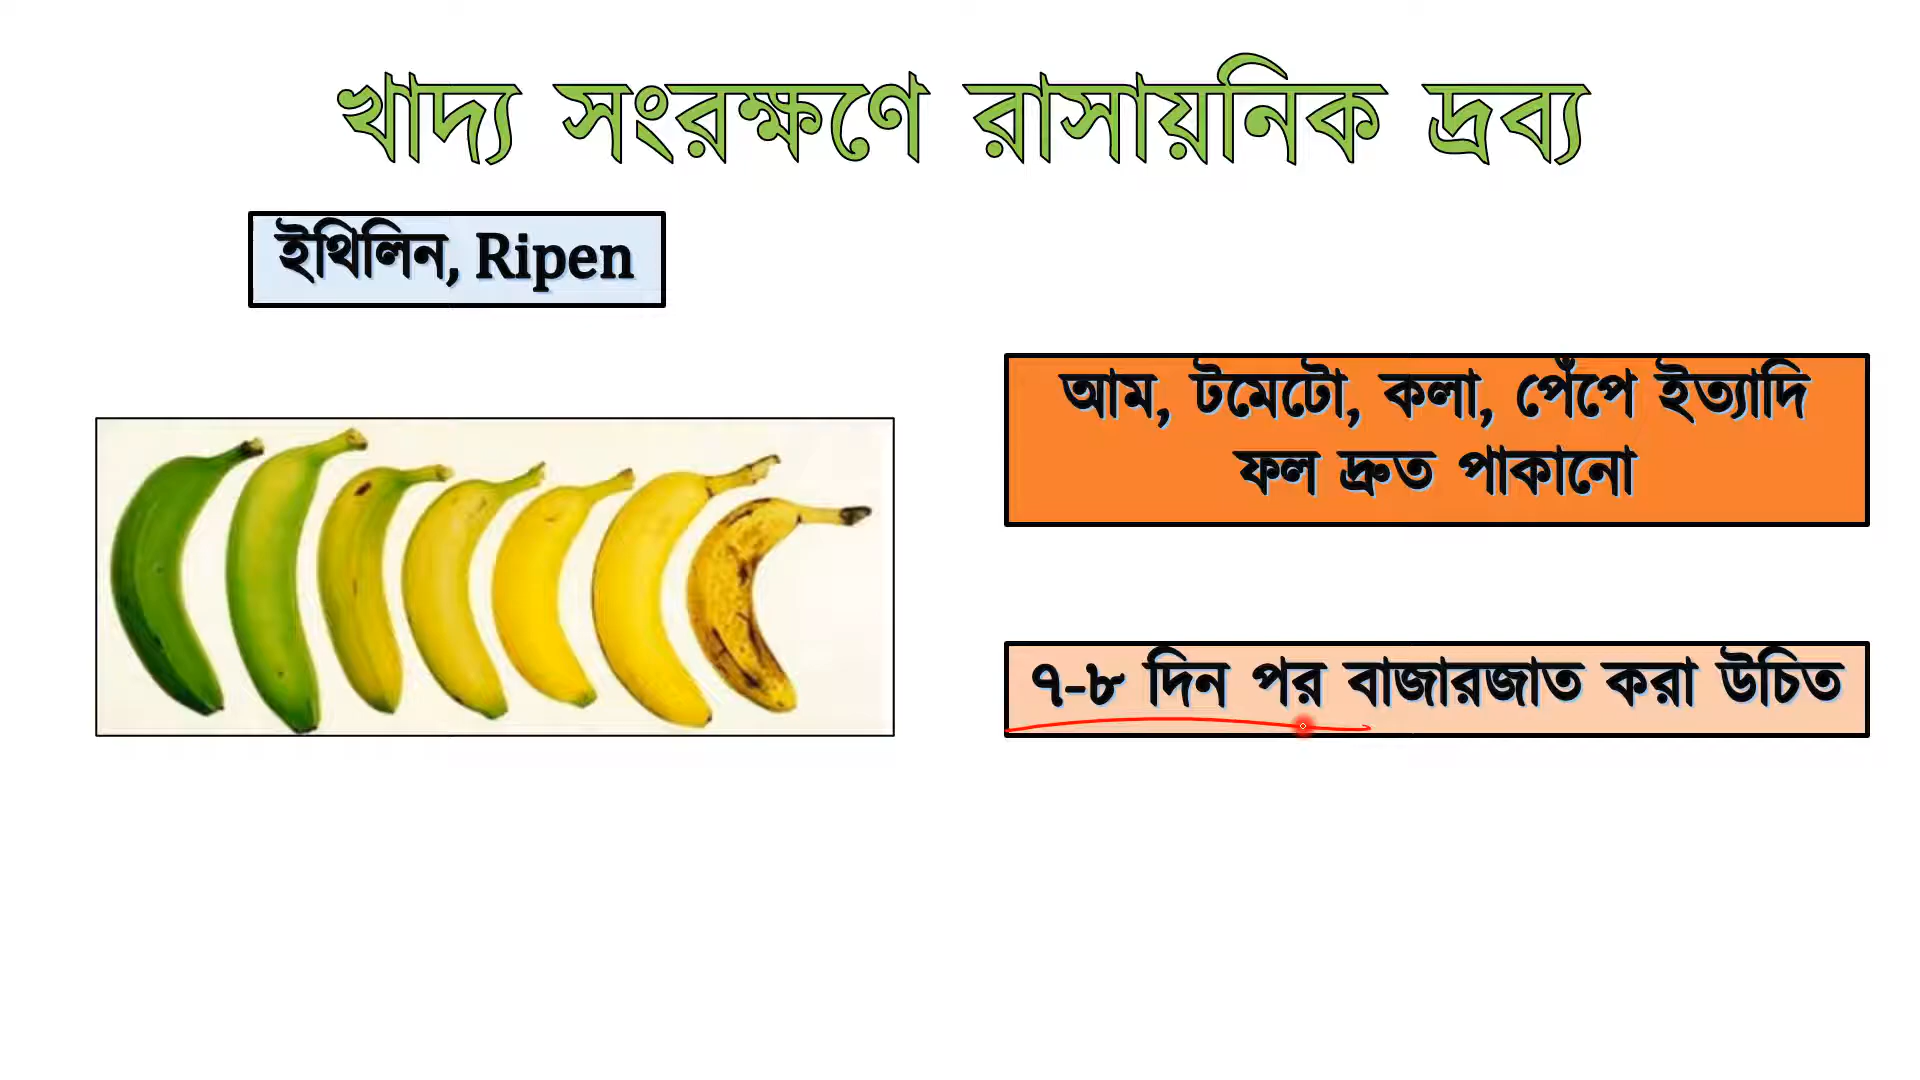 খাদ্য সংরক্ষণে রাসায়নিক দ্রব্য
ইথিলিন, Ripen
আম, টমেটো, কলা, পেঁপে ইত্যাদি
ফল দ্রুত পাকানো
৭-৮ দিন পর বাজারজাত করা উচিত